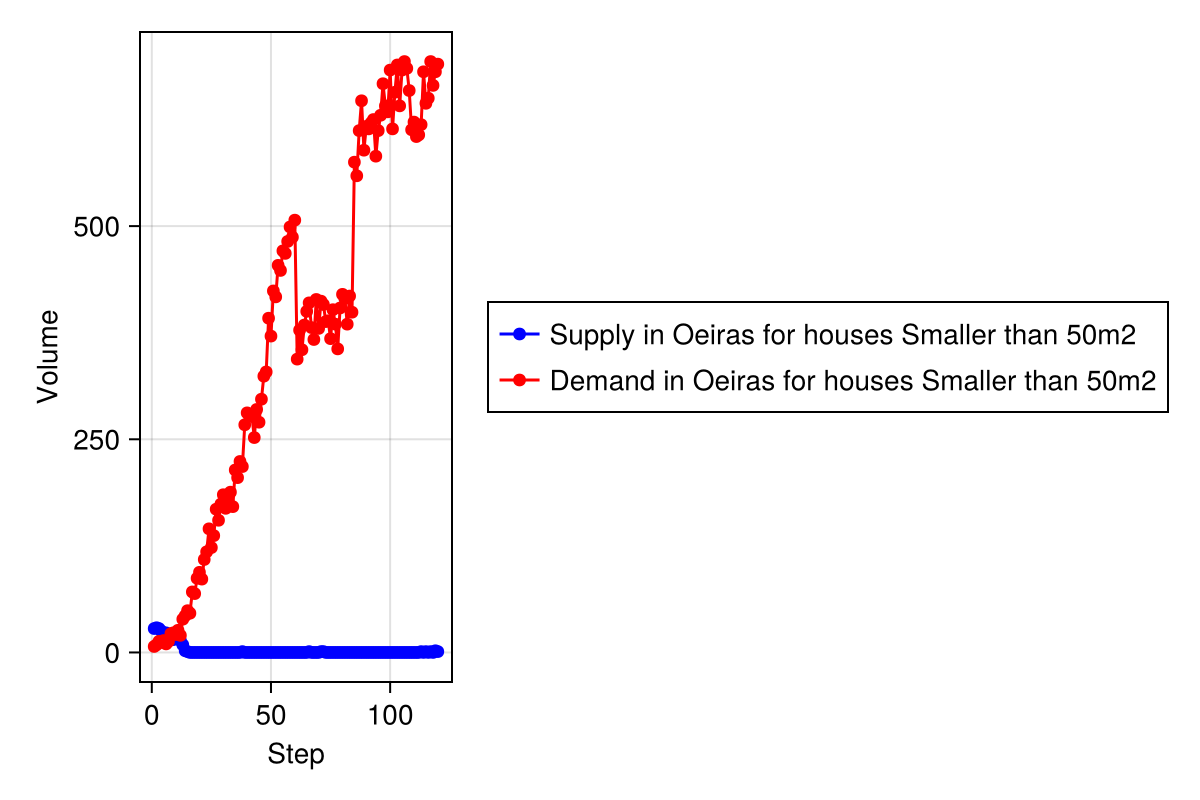 Volume
500
250
0
0 50 100
Step
Supply in Oeiras for houses Smaller than 50m2
Demand in Oeiras for houses Smaller than 50m2